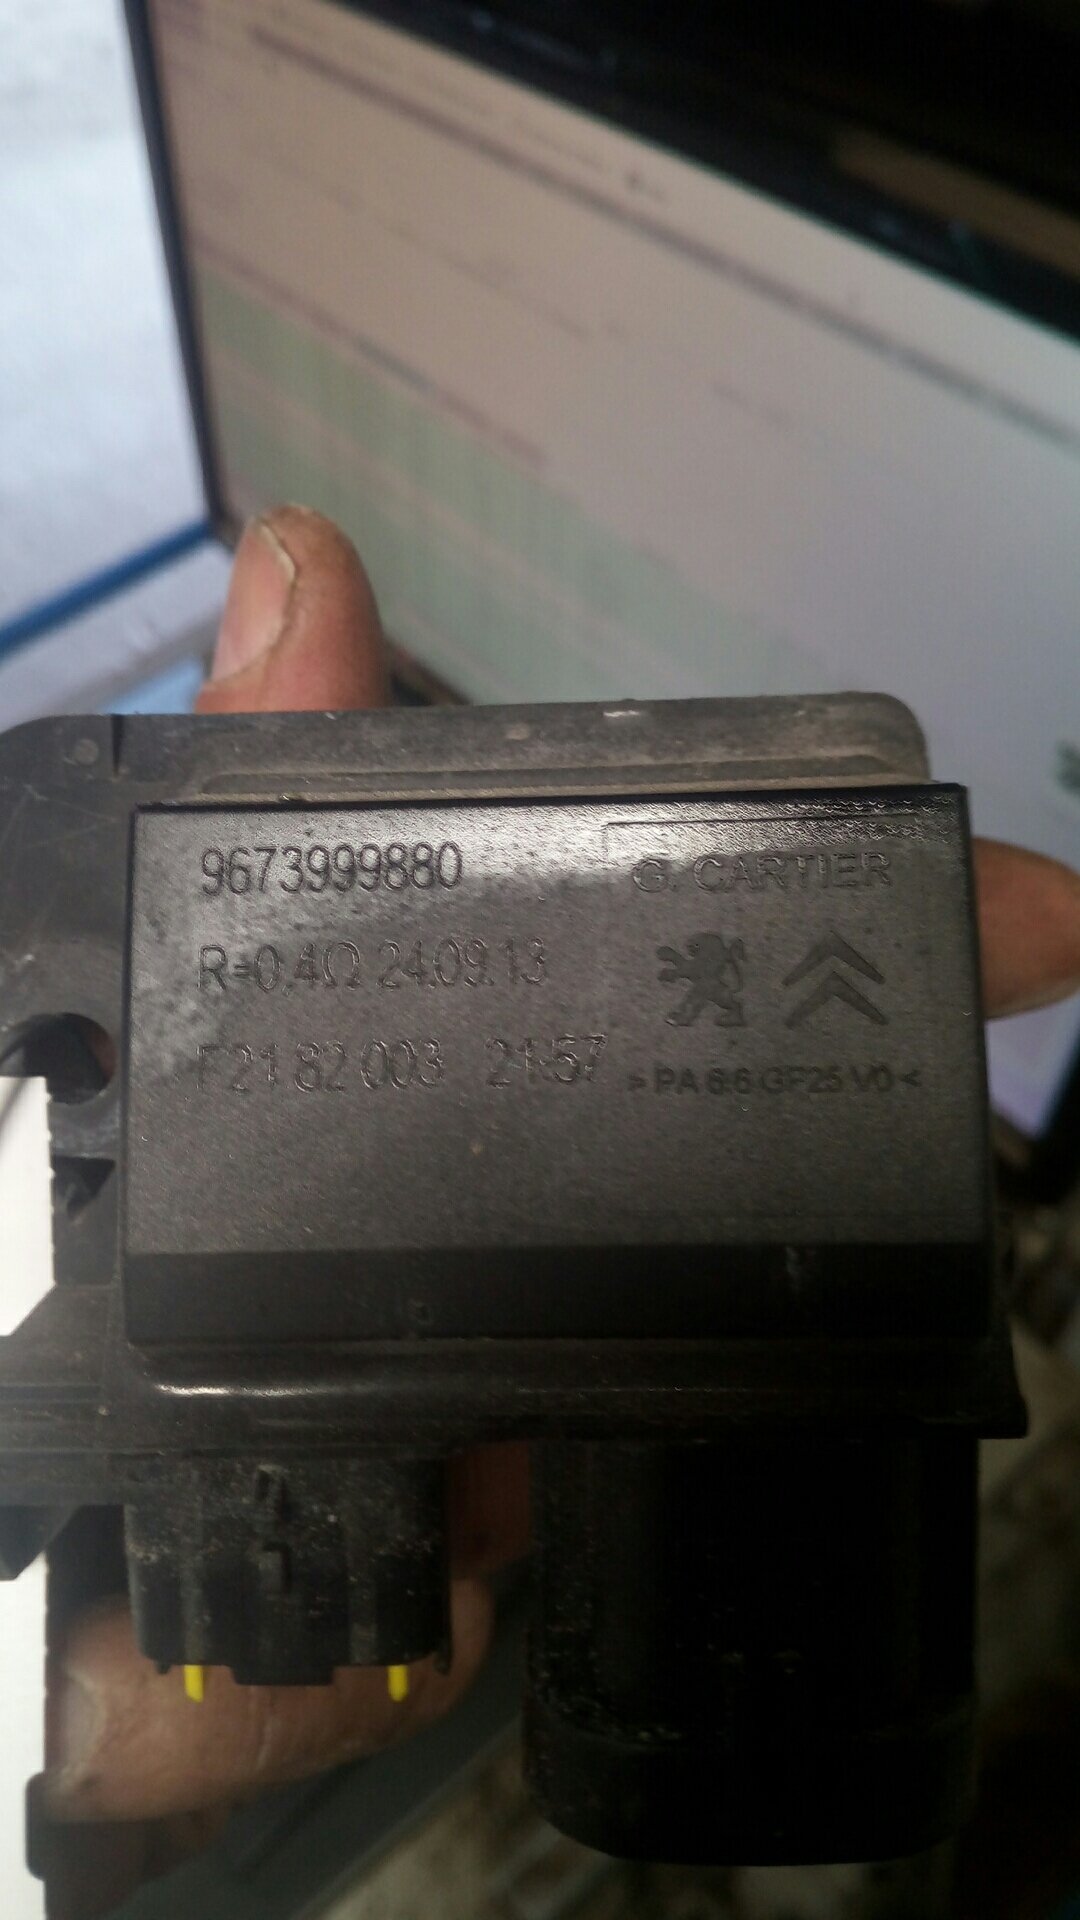 9673999880
G. CARTIER
R=0,4Ω 24.09.13
F21 82 003 21:57
>PA 6.6 GF25 V0<